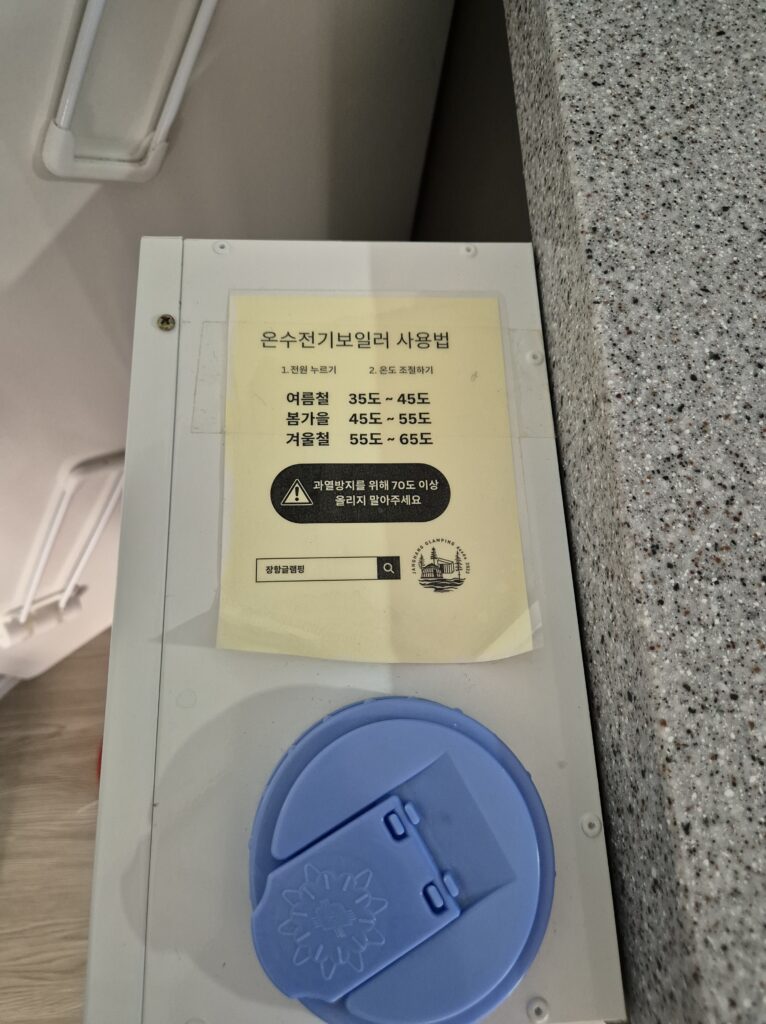 온수전기보일러 사용법
1.전원 누르기 2. 온도 조절하기
여름철 35도 ~ 45도
봄가을 45도 ~ 55도
겨울철 55도 ~ 65도
과열방지를 위해 70도 이상
올리지 말아주세요
장항글램핑
JANGHANG GLAMPING